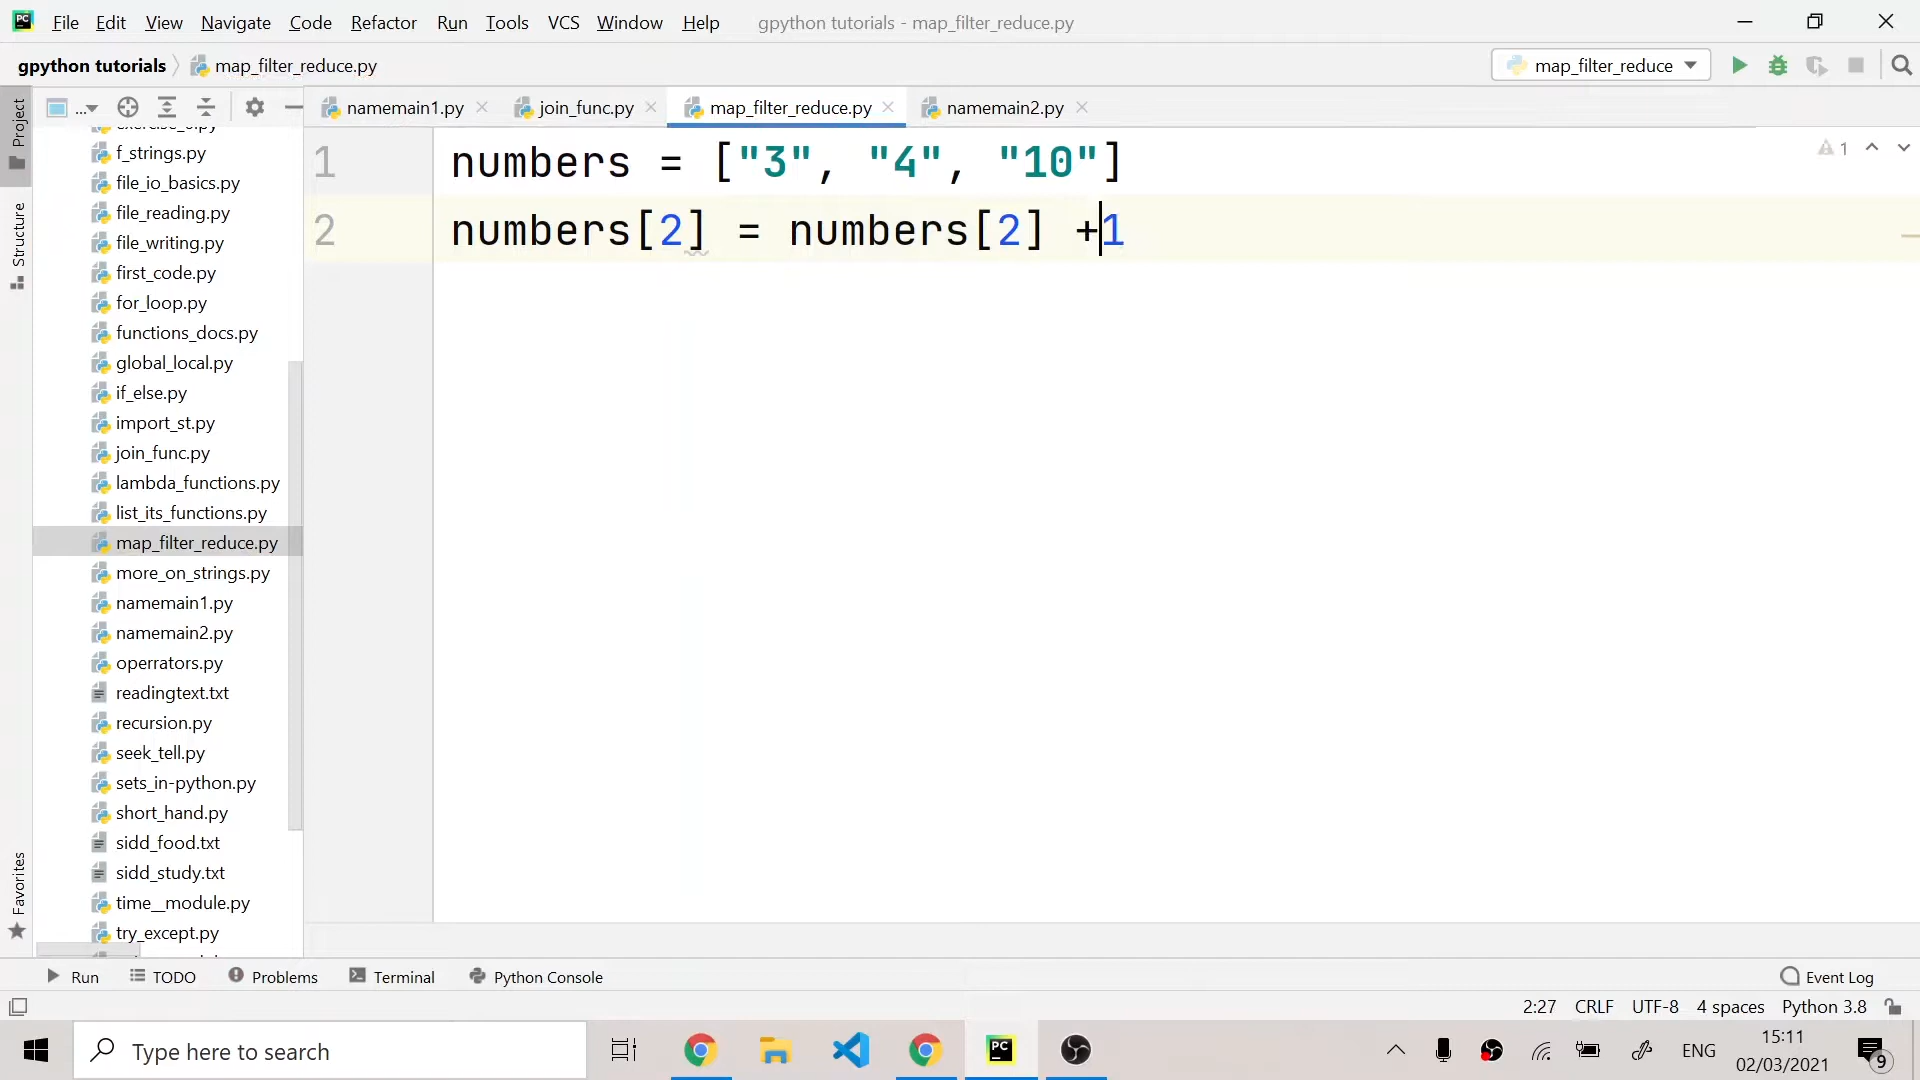 File Edit View Navigate Code Refactor Run Tools VCS Window Help gpython tutorials - map_filter_reduce.py
gpython tutorials map_filter_reduce.py map_filter_reduce
... namemain1.py join_func.py map_filter_reduce.py namemain2.py
Project
Structure
Favorites
f_strings.py
file_io_basics.py
file_reading.py
file_writing.py
first_code.py
for_loop.py
functions_docs.py
global_local.py
if_else.py
import_st.py
join_func.py
lambda_functions.py
list_its_functions.py
map_filter_reduce.py
more_on_strings.py
namemain1.py
namemain2.py
operrators.py
readingtext.txt
recursion.py
seek_tell.py
sets_in-python.py
short_hand.py
sidd_food.txt
sidd_study.txt
time__module.py
try_except.py
1 numbers = ["3", "4", "10"]
2 numbers[2] = numbers[2] +1
1
Run TODO Problems Terminal Python Console Event Log
2:27 CRLF UTF-8 4 spaces Python 3.8
Type here to search
PC
ENG
15:11
02/03/2021
9